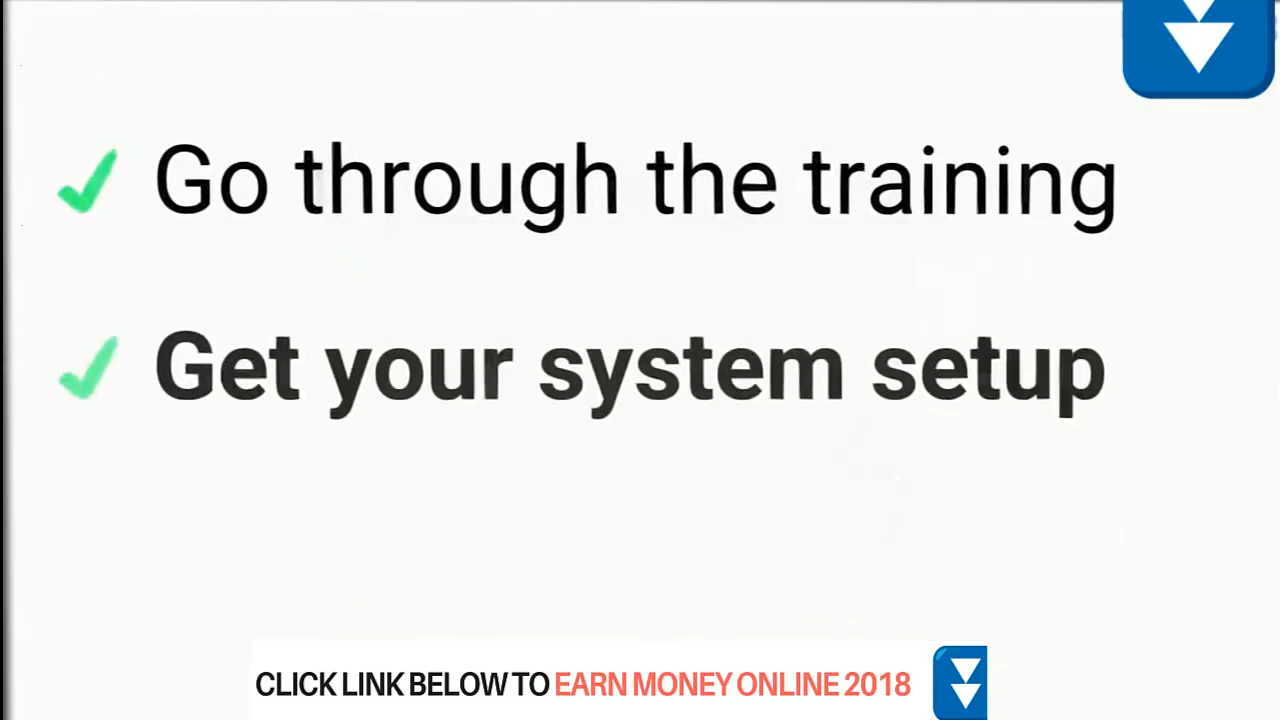 Go through the training
Get your system setup
CLICK LINK BELOW TO EARN MONEY ONLINE 2018